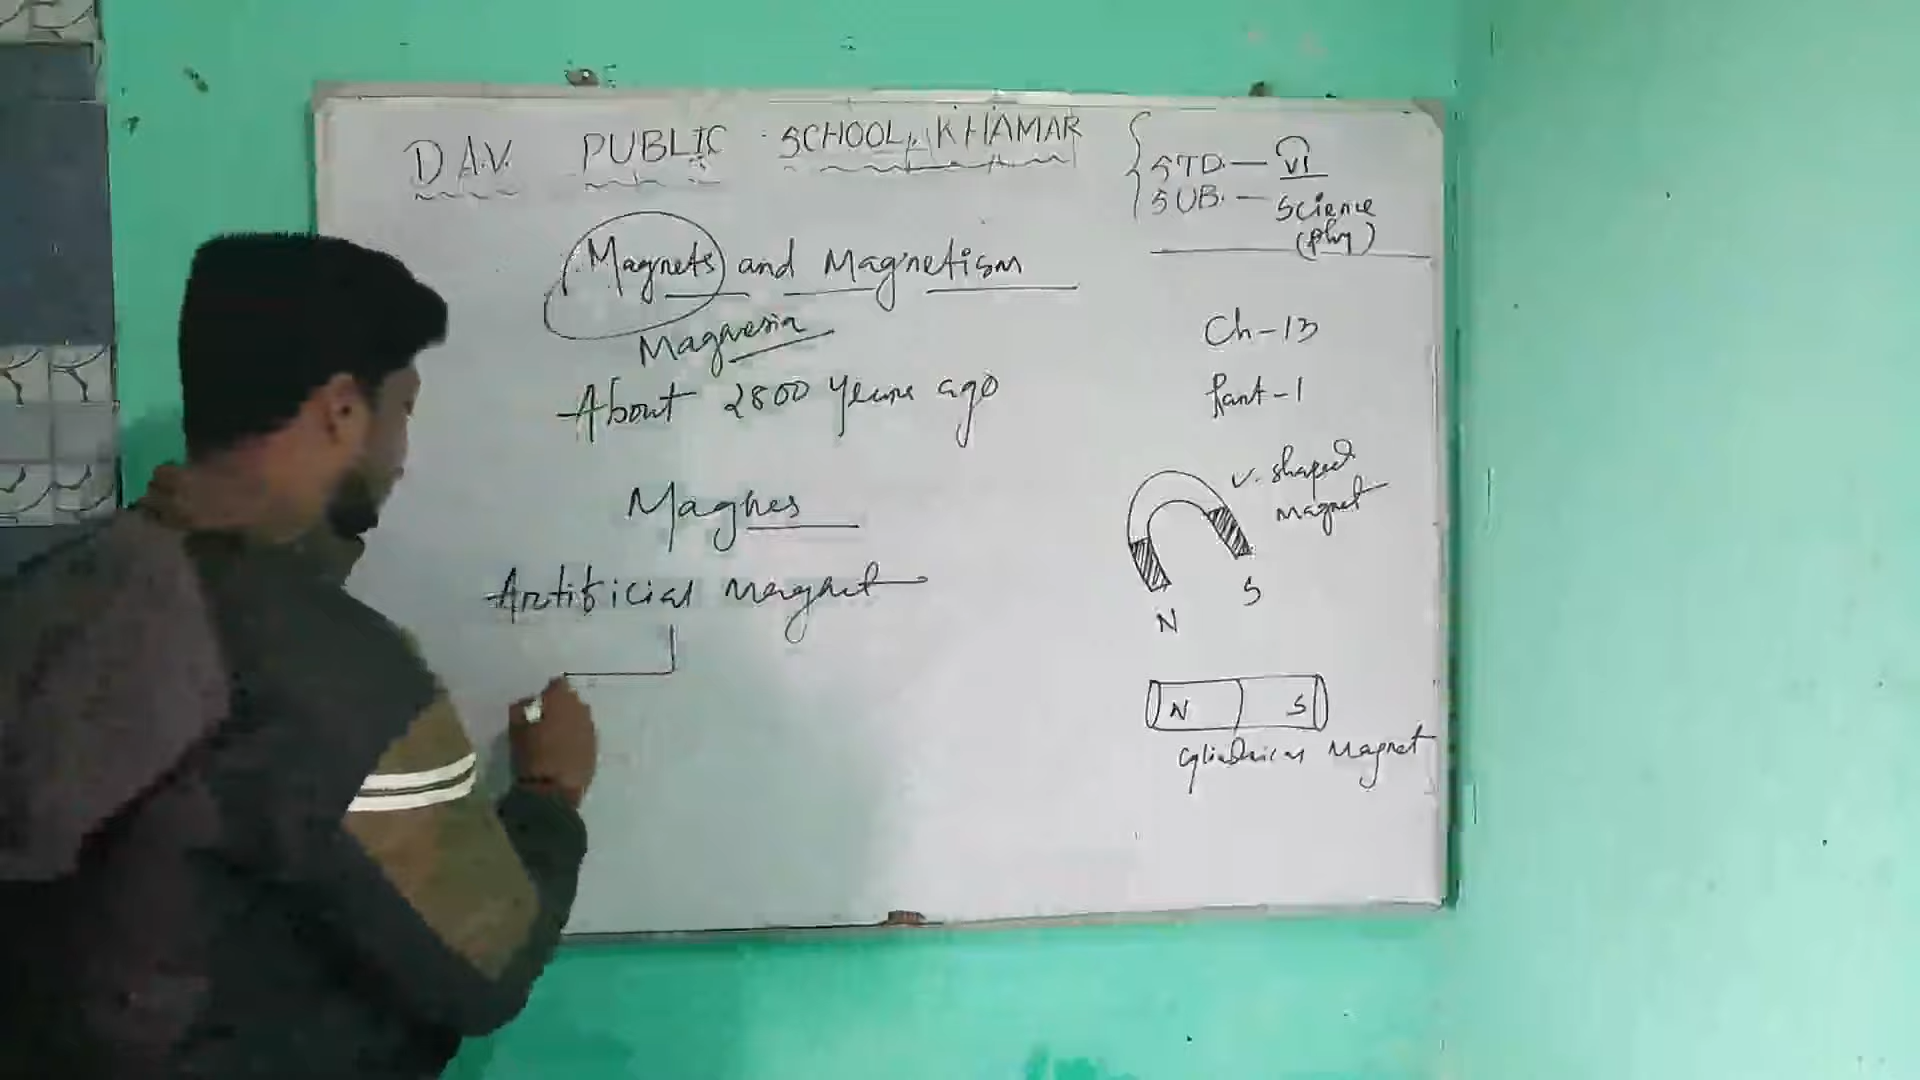 D.A.V. PUBLIC SCHOOL, KHAMAR
STD. — VI
SUB. — Science
(phy)
Magnets and Magnetism
Magnesia
About 2800 years ago
Maghes
Artificial magnet
Ch-13
Part-1
U-shaped
magnet
N S
N S
Cylindrical Magnet